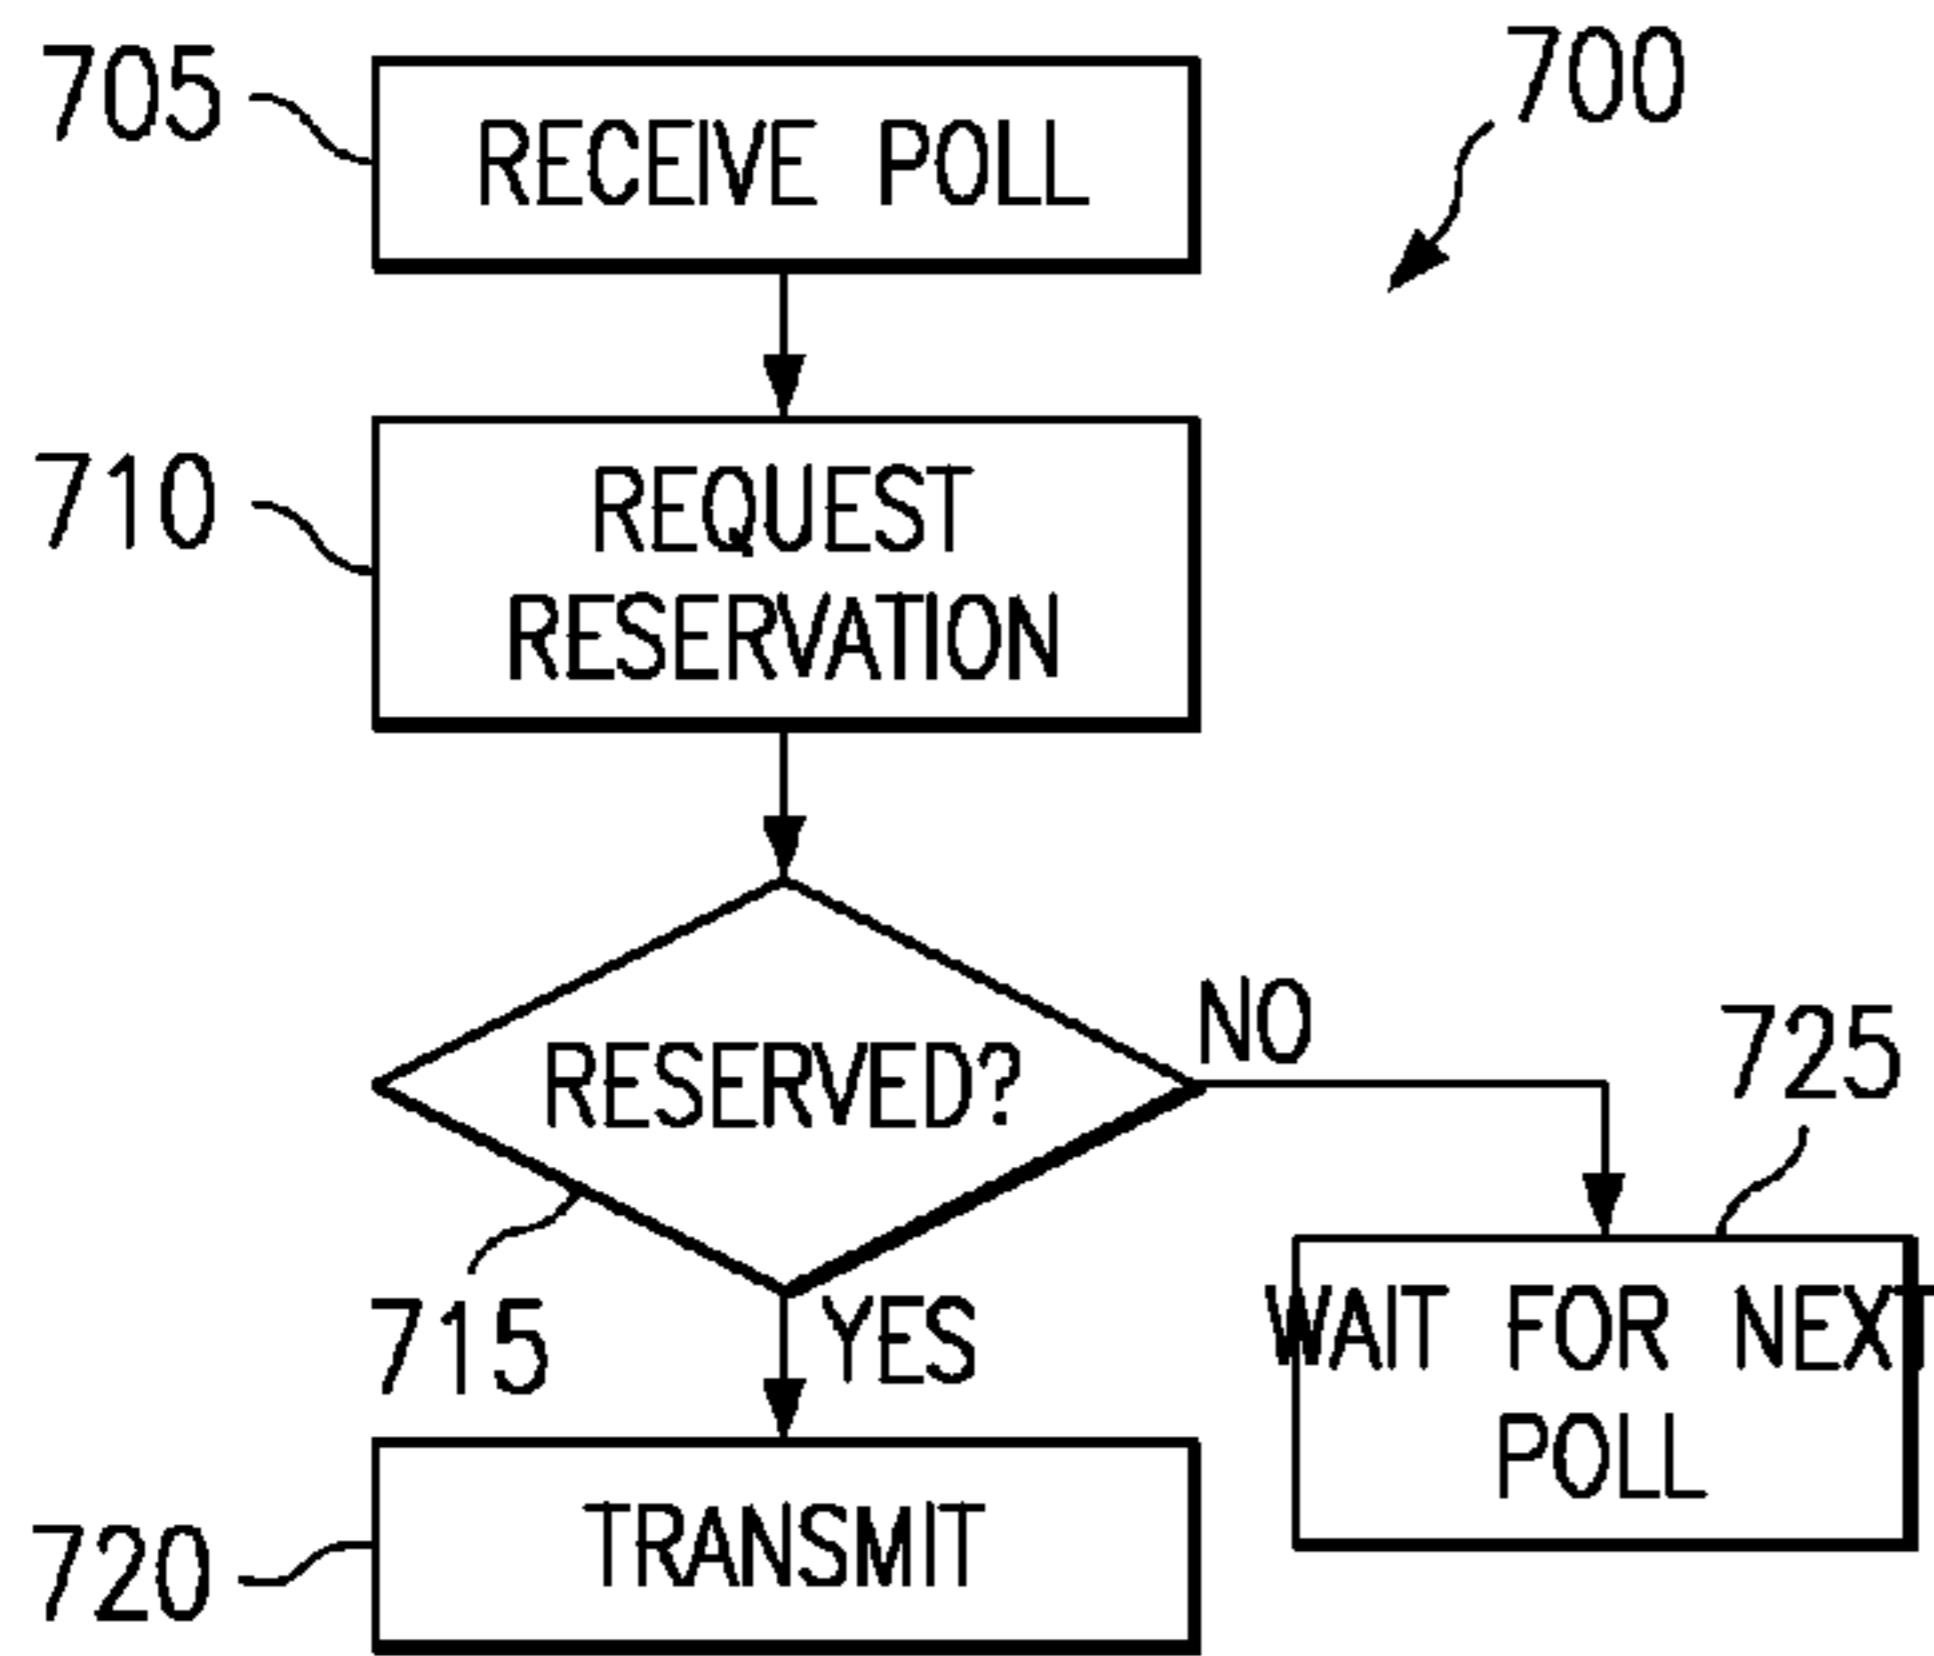 705
RECEIVE POLL
700
710
REQUEST
RESERVATION
RESERVED?
NO
725
715
YES
WAIT FOR NEXT
POLL
720
TRANSMIT